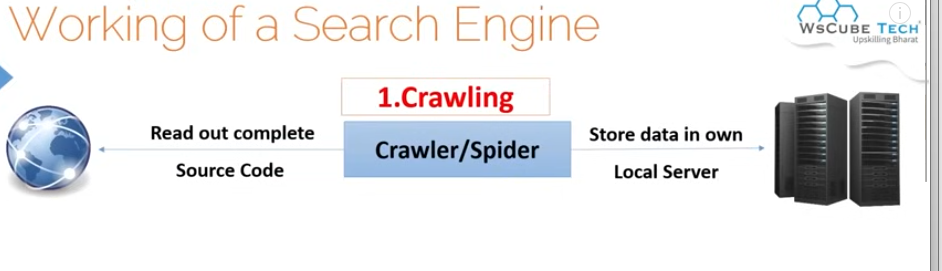 Working of a Search Engine
WsCube Tech
Upskilling Bharat
1.Crawling
Read out complete
Source Code
Crawler/Spider
Store data in own
Local Server